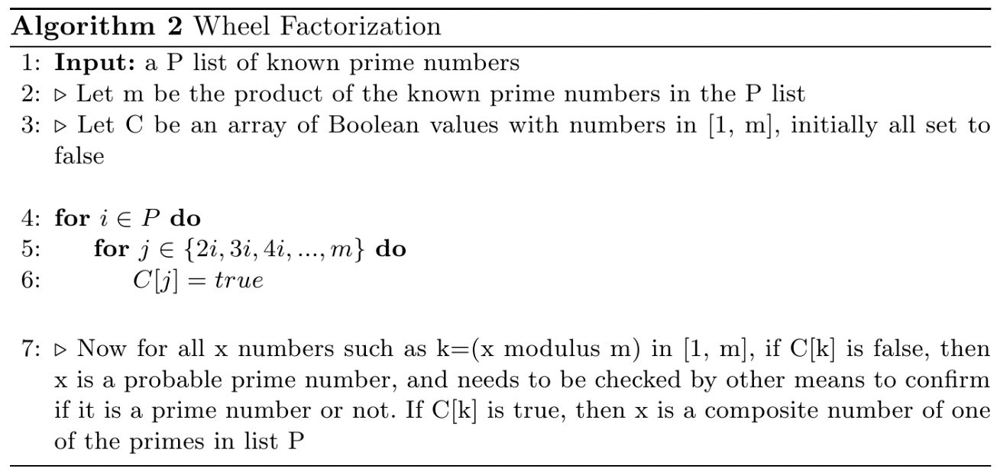 Algorithm 2 Wheel Factorization
1: Input: a P list of known prime numbers
2: ▷ Let m be the product of the known prime numbers in the P list
3: ▷ Let C be an array of Boolean values with numbers in [1, m], initially all set to
false
4: for i ∈ P do
5: for j ∈ {2i, 3i, 4i, ..., m} do
6: C[j] = true
7: ▷ Now for all x numbers such as k=(x modulus m) in [1, m], if C[k] is false, then
x is a probable prime number, and needs to be checked by other means to confirm
if it is a prime number or not. If C[k] is true, then x is a composite number of one
of the primes in list P